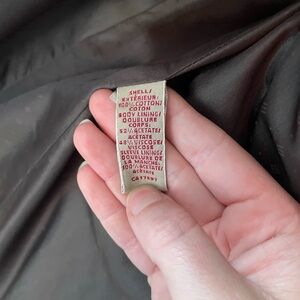 SHELL/
EXTÉRIEUR:
100% COTTON/
COTON
BODY LINING/
DOUBLURE
CORPS:
52% ACETATE/
ACÉTATE
48% VISCOSE/
VISCOSE
SLEEVE LINING/
DOUBLURE DE
LA MANCHE:
100% ACETATE/
ACÉTATE